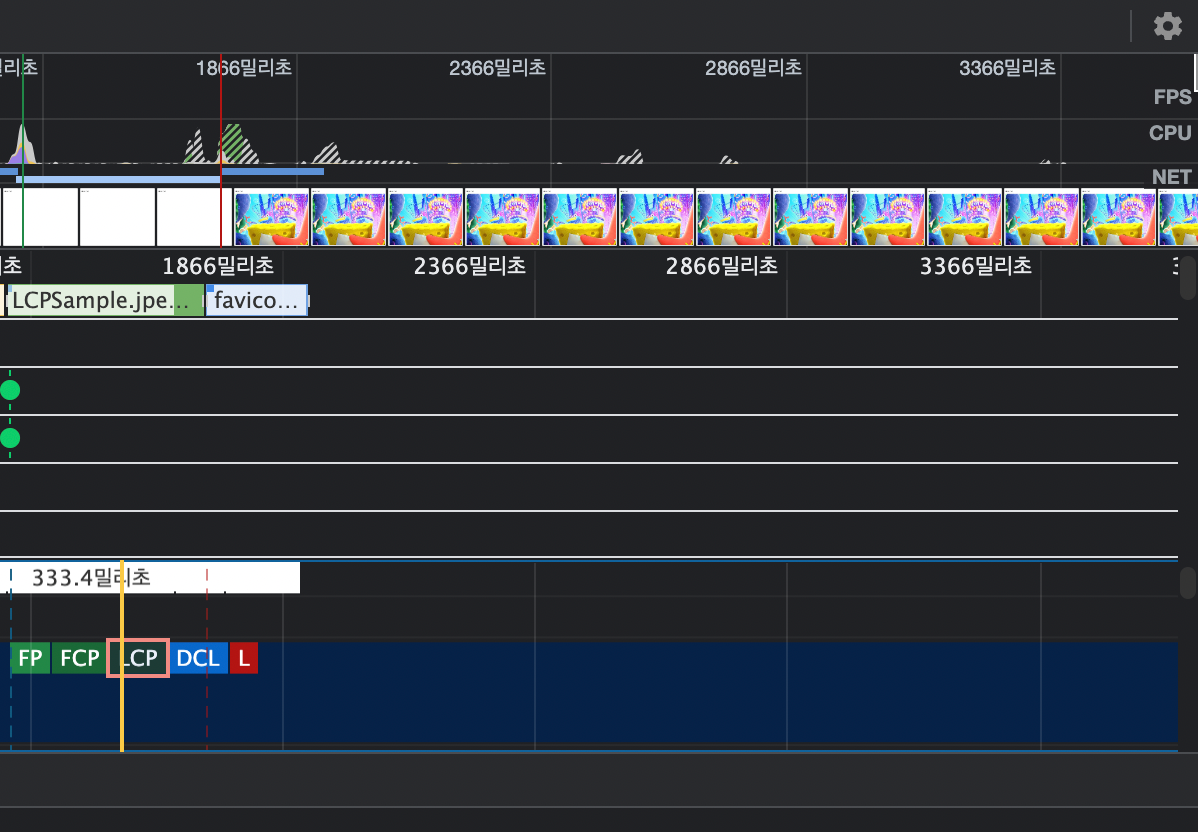 리초 1866밀리초 2366밀리초 2866밀리초 3366밀리초
FPS
CPU
NET
초 1866밀리초 2366밀리초 2866밀리초 3366밀리초
LCPSample.jpe... favico...
333.4밀리초
FP FCP LCP DCL L